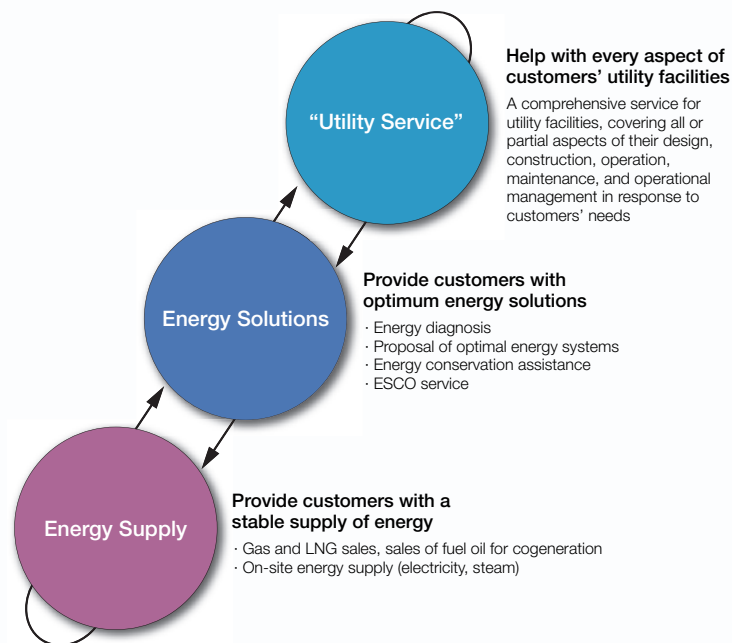 “Utility Service”
Help with every aspect of
customers’ utility facilities
A comprehensive service for
utility facilities, covering all or
partial aspects of their design,
construction, operation,
maintenance, and operational
management in response to
customers’ needs
Energy Solutions
Provide customers with
optimum energy solutions
· Energy diagnosis
· Proposal of optimal energy systems
· Energy conservation assistance
· ESCO service
Energy Supply
Provide customers with a
stable supply of energy
· Gas and LNG sales, sales of fuel oil for cogeneration
· On-site energy supply (electricity, steam)